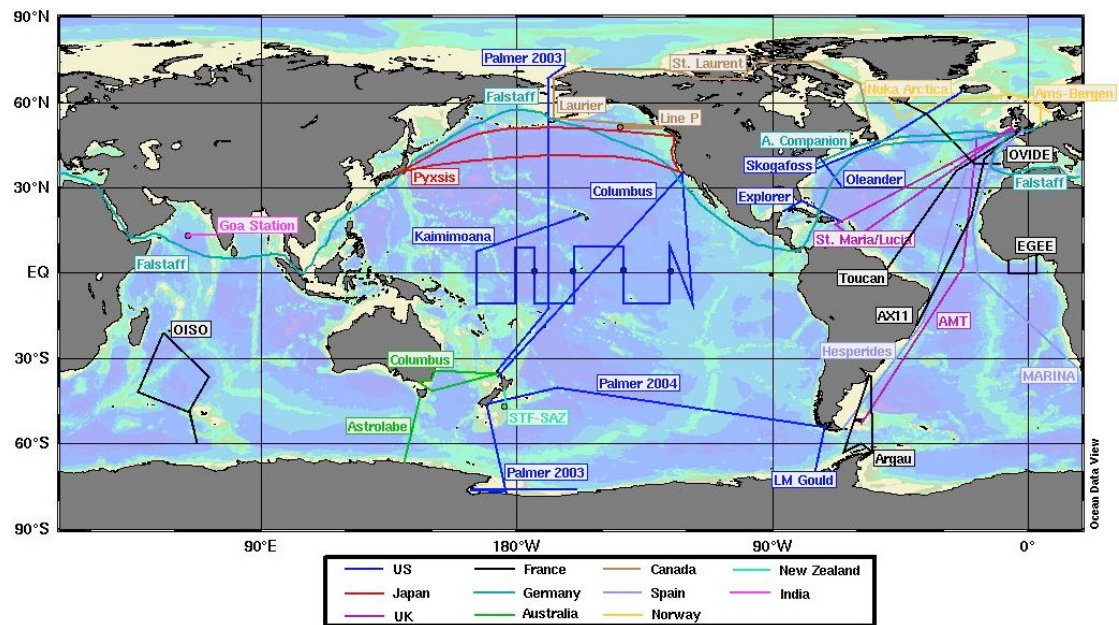 90°N
Palmer 2003
St. Laurent
60°N
Falstaff
Laurier
Line P
Nuka Arctica
Ams-Bergen
A. Companion
Skogafoss
OVIDE
Pyxsis
30°N
Columbus
Explorer
Oleander
Falstaff
Goa Station
Kaimimoana
St. Maria/Lucia
EGEE
EQ
Falstaff
Toucan
OISO
AX11
AMT
30°S
Columbus
Hesperides
Palmer 2004
MARINA
STF-SAZ
Astrolabe
60°S
Palmer 2003
LM Gould
Argau
90°S
90°E
180°W
90°W
0°
Ocean Data View
US
France
Canada
New Zealand
Japan
Germany
Spain
India
UK
Australia
Norway